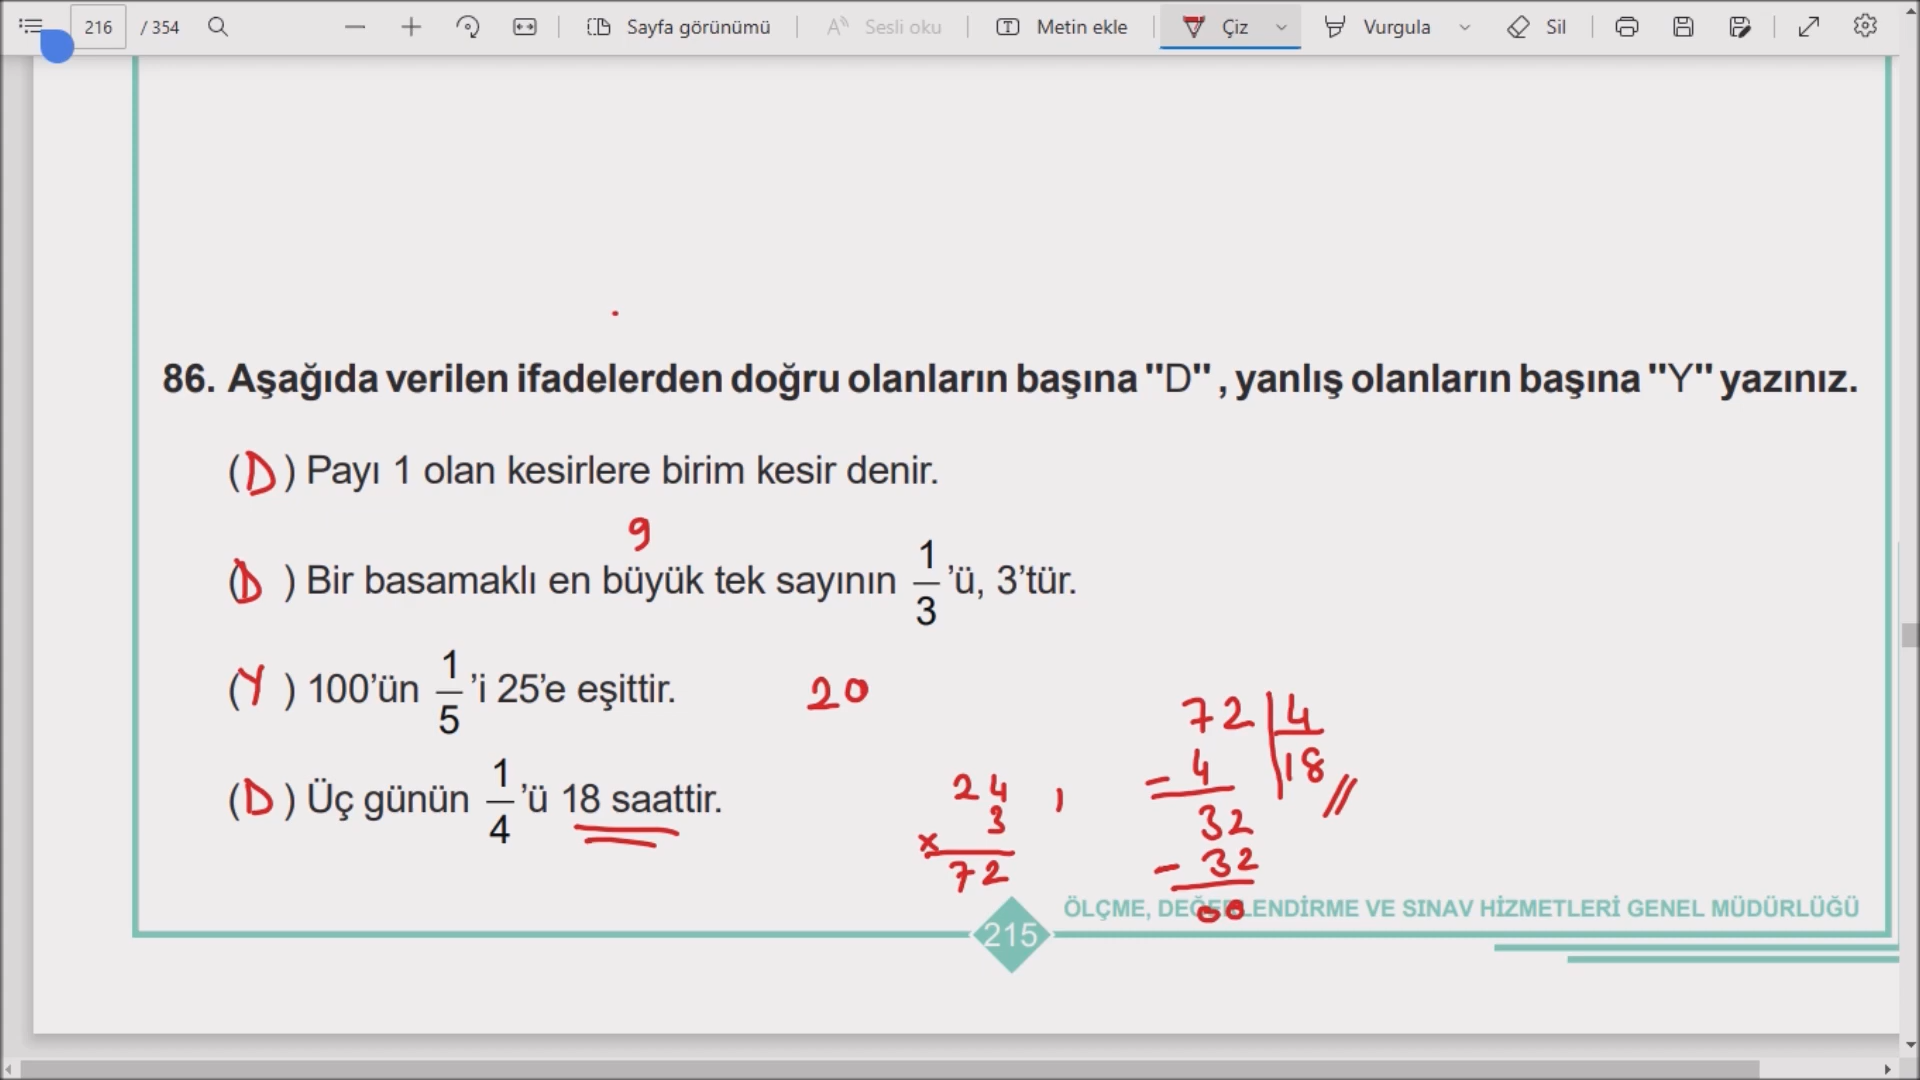 216 / 354 Sayfa görünümü Sesli oku Metin ekle Çiz Vurgula Sil
86. Aşağıda verilen ifadelerden doğru olanların başına "D", yanlış olanların başına "Y" yazınız.
(D) Payı 1 olan kesirlere birim kesir denir.
9
(D) Bir basamaklı en büyük tek sayının 1/3 'ü, 3'tür.
(Y) 100'ün 1/5 'i 25'e eşittir. 20
(D) Üç günün 1/4 'ü 18 saattir.
24
3
x
72
,
72 | 4
- 4 18 //
32
- 32
00
ÖLÇME, DEĞERLENDİRME VE SINAV HİZMETLERİ GENEL MÜDÜRLÜĞÜ
215